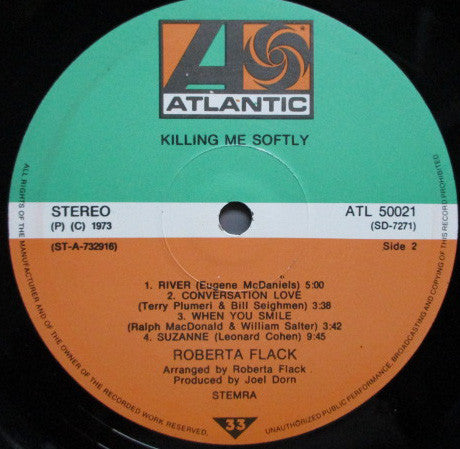 ATLANTIC
KILLING ME SOFTLY
STEREO
(P) (C) 1973
(ST-A-732916)
ATL 50021
(SD-7271)
Side 2
1. RIVER (Eugene McDaniels) 5:00
2. CONVERSATION LOVE
(Terry Plumeri & Bill Seighmen) 3:38
3. WHEN YOU SMILE
(Ralph MacDonald & William Salter) 3:42
4. SUZANNE (Leonard Cohen) 9:45
ROBERTA FLACK
Arranged by Roberta Flack
Produced by Joel Dorn
STEMRA
33
ALL RIGHTS OF THE MANUFACTURER AND OF THE OWNER OF THE RECORDED WORK RESERVED.
UNAUTHORIZED PUBLIC PERFORMANCE, BROADCASTING AND COPYING OF THIS RECORD PROHIBITED